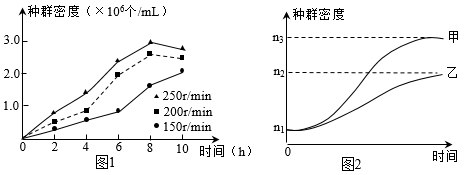 种群密度(×10⁶个/mL)
3.0
2.0
1.0
250r/min
200r/min
150r/min
0 2 4 6 8 10
时间(h)
图1
种群密度
n₃
甲
n₂
乙
n₁
0
时间
图2